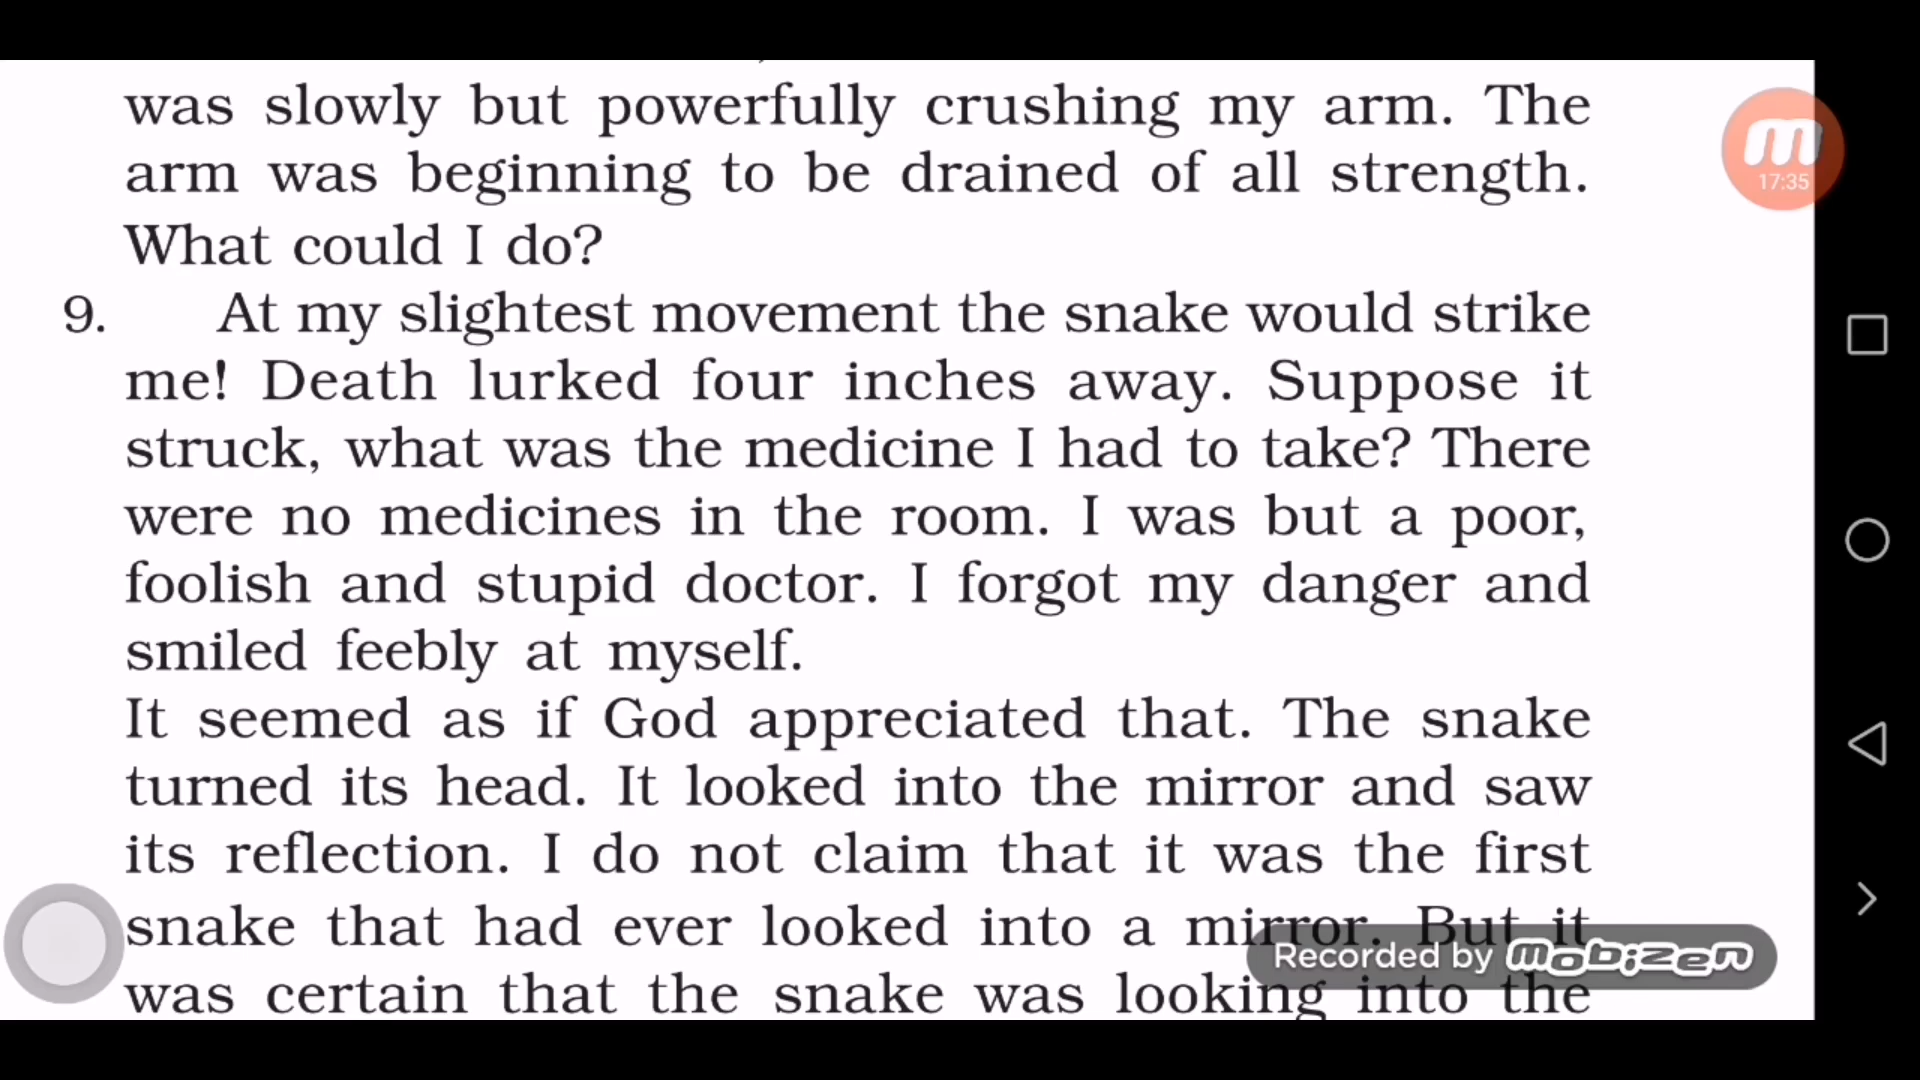 was slowly but powerfully crushing my arm. The
arm was beginning to be drained of all strength.
What could I do?
9. At my slightest movement the snake would strike
me! Death lurked four inches away. Suppose it
struck, what was the medicine I had to take? There
were no medicines in the room. I was but a poor,
foolish and stupid doctor. I forgot my danger and
smiled feebly at myself.
It seemed as if God appreciated that. The snake
turned its head. It looked into the mirror and saw
its reflection. I do not claim that it was the first
snake that had ever looked into a mirror. But it
was certain that the snake was looking into the
17:35
Recorded by mobizen